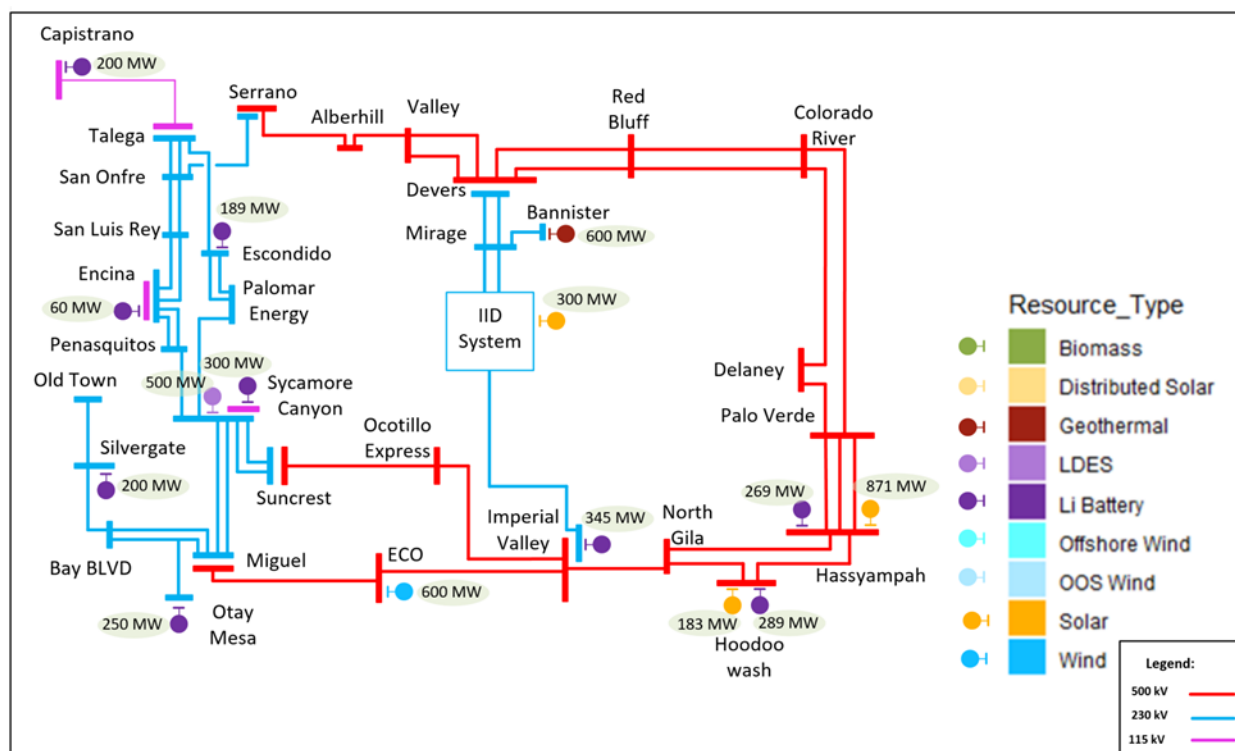 Capistrano
200 MW
Serrano
Alberhill
Valley
Red
Bluff
Colorado
River
Talega
San Onfre
Devers
189 MW
Bannister
San Luis Rey
Mirage
600 MW
Escondido
Encina
Palomar
Energy
60 MW
IID
System
300 MW
Penasquitos
300 MW
Old Town
500 MW
Sycamore
Canyon
Delaney
Palo Verde
Silvergate
Ocotillo
Express
200 MW
Suncrest
269 MW
871 MW
Imperial
Valley
345 MW
North
Gila
Bay BLVD
Miguel
ECO
Hassyampah
600 MW
250 MW
Otay
Mesa
183 MW
289 MW
Hoodoo
wash
Resource_Type
Biomass
Distributed Solar
Geothermal
LDES
Li Battery
Offshore Wind
OOS Wind
Solar
Wind
Legend:
500 kV
230 kV
115 kV